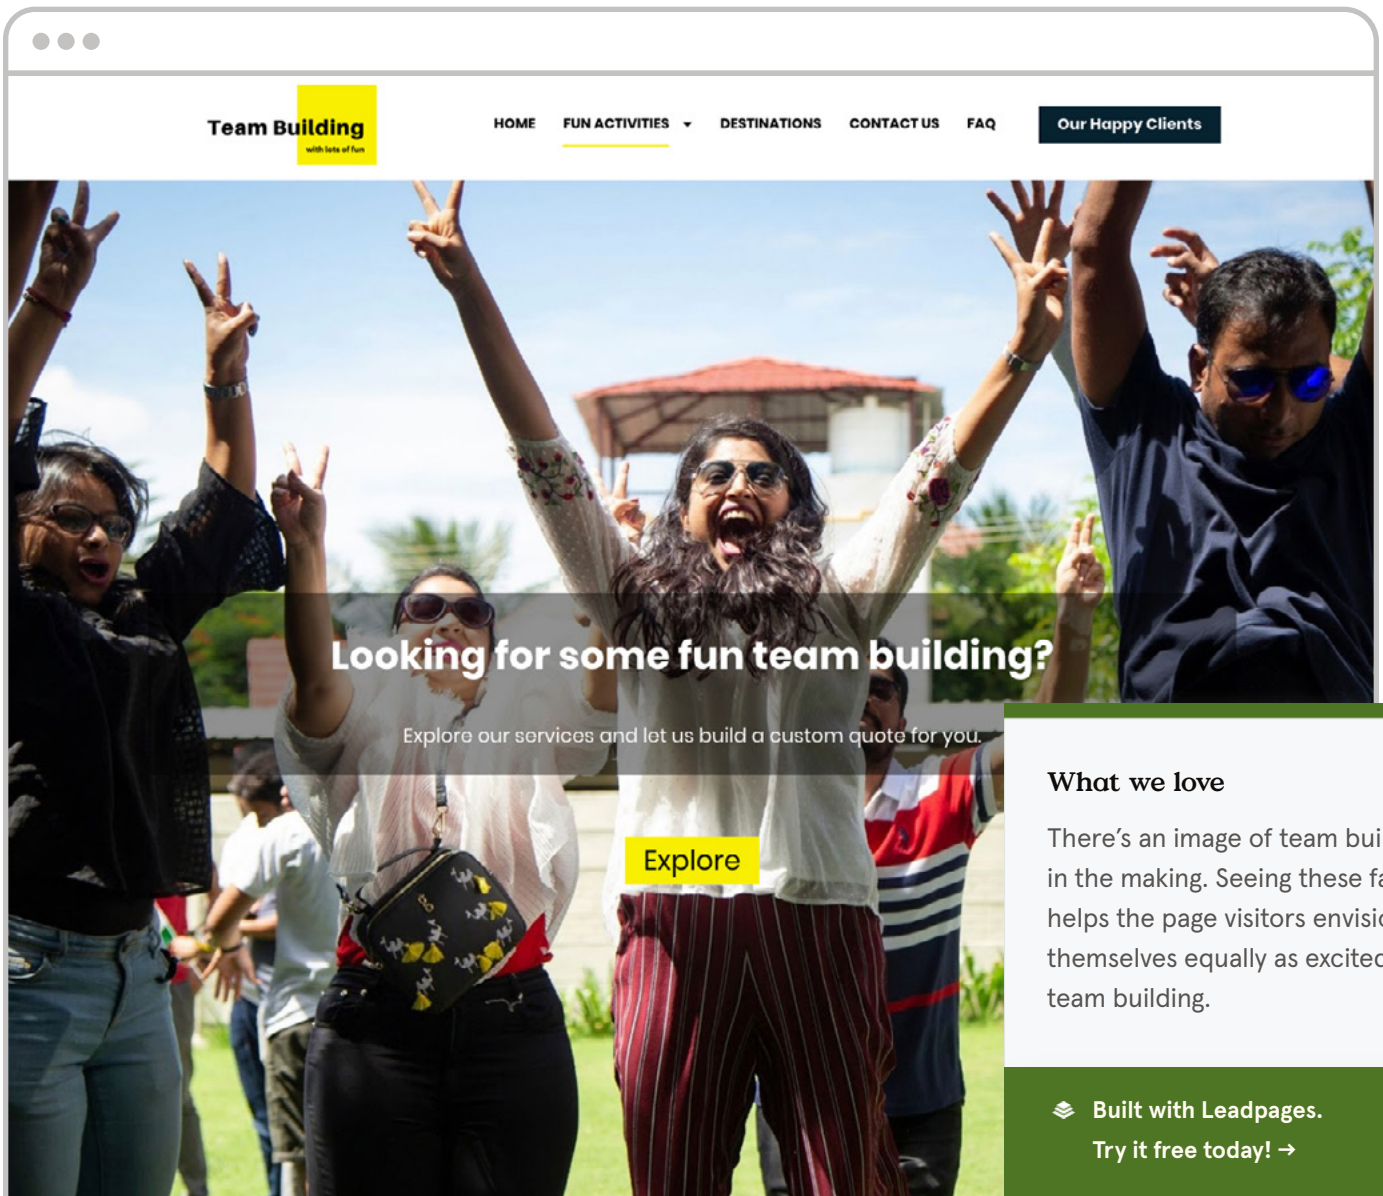 Team Building
with lots of fun
HOME FUN ACTIVITIES DESTINATIONS CONTACT US FAQ Our Happy Clients
Looking for some fun team building?
Explore our services and let us build a custom quote for you.
Explore
What we love
There’s an image of team
in the making. Seeing these
helps the page visitors
themselves equally as excited
team building.
Built with Leadpages.
Try it free today! →